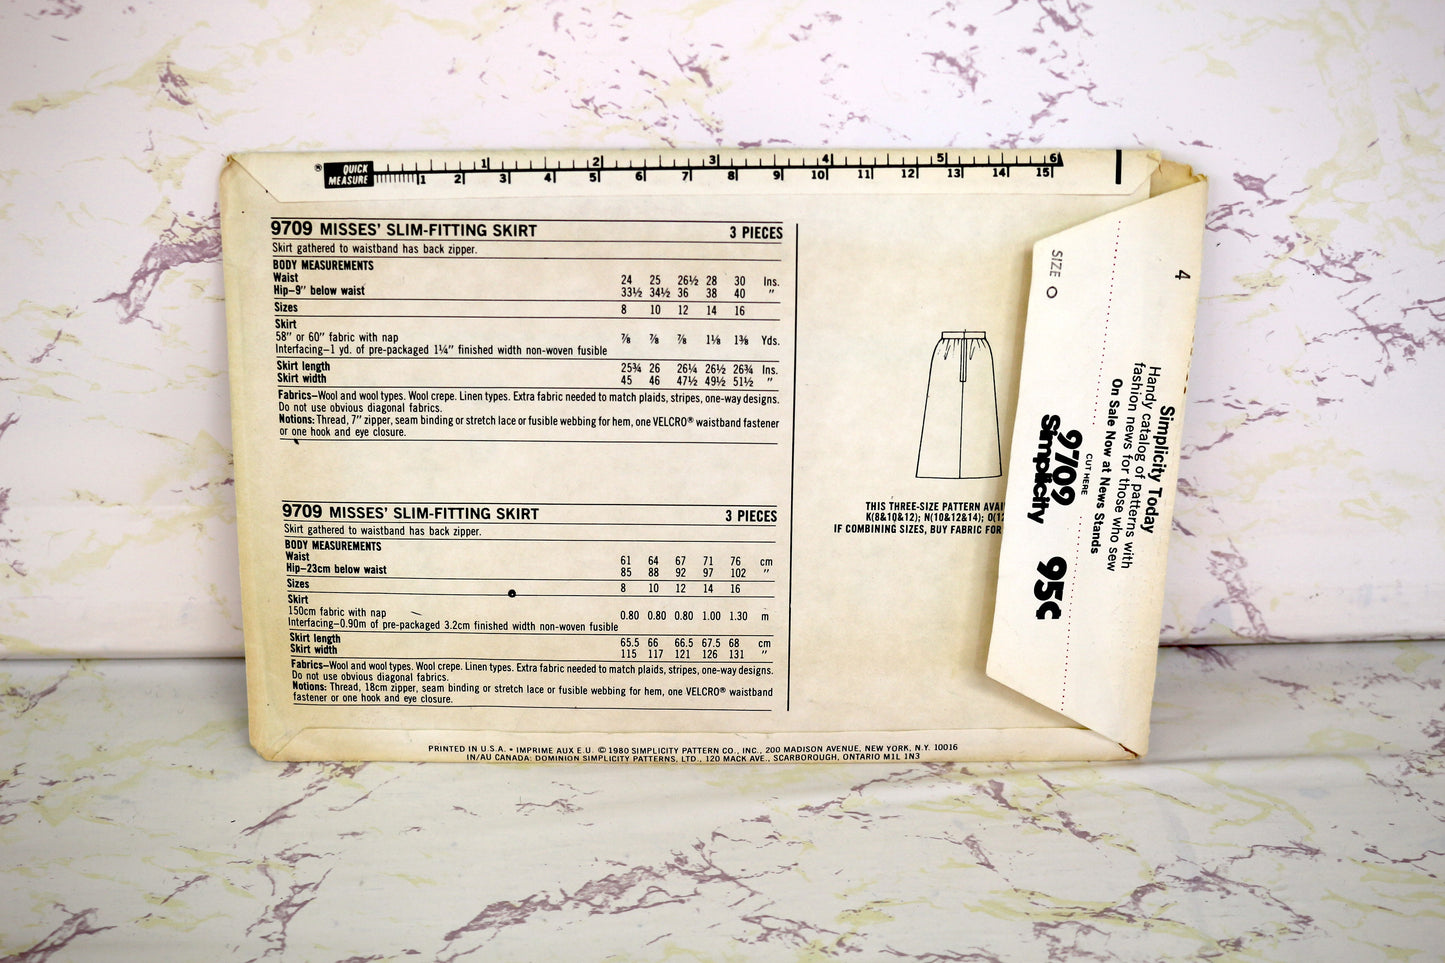 ® QUICK MEASURE
1 2 3 4 5 6
1 2 3 4 5 6 7 8 9 10 11 12 13 14 15
9709 MISSES' SLIM-FITTING SKIRT 3 PIECES
Skirt gathered to waistband has back zipper.
BODY MEASUREMENTS
Waist 24 25 26½ 28 30 Ins.
Hip–9" below waist 33½ 34½ 36 38 40 "
Sizes 8 10 12 14 16
Skirt
58" or 60" fabric with nap ⅞ ⅞ ⅞ 1⅛ 1⅜ Yds.
Interfacing–1 yd. of pre-packaged 1¼" finished width non-woven fusible
Skirt length 25¾ 26 26¼ 26½ 26¾ Ins.
Skirt width 45 46 47½ 49½ 51½ "
Fabrics–Wool and wool types. Wool crepe. Linen types. Extra fabric needed to match plaids, stripes, one-way designs.
Do not use obvious diagonal fabrics.
Notions: Thread, 7" zipper, seam binding or stretch lace or fusible webbing for hem, one VELCRO® waistband fastener
or one hook and eye closure.
9709 MISSES' SLIM-FITTING SKIRT 3 PIECES
Skirt gathered to waistband has back zipper.
BODY MEASUREMENTS
Waist 61 64 67 71 76 cm
Hip–23cm below waist 85 88 92 97 102 "
Sizes 8 10 12 14 16
Skirt
150cm fabric with nap 0.80 0.80 0.80 1.00 1.30 m
Interfacing–0.90m of pre-packaged 3.2cm finished width non-woven fusible
Skirt length 65.5 66 66.5 67.5 68 cm
Skirt width 115 117 121 126 131 "
Fabrics–Wool and wool types. Wool crepe. Linen types. Extra fabric needed to match plaids, stripes, one-way designs.
Do not use obvious diagonal fabrics.
Notions: Thread, 18cm zipper, seam binding or stretch lace or fusible webbing for hem, one VELCRO® waistband
fastener or one hook and eye closure.
PRINTED IN U.S.A. • IMPRIME AUX E.U. © 1980 SIMPLICITY PATTERN CO., INC., 200 MADISON AVENUE, NEW YORK, N.Y. 10016
IN/AU CANADA: DOMINION SIMPLICITY PATTERNS, LTD., 120 MACK AVE., SCARBOROUGH, ONTARIO M1L 1N3
THIS THREE-SIZE PATTERN AVAI
K(8&10&12); N(10&12&14); O(12
IF COMBINING SIZES, BUY FABRIC FOR
4
SIZE O
Simplicity Today
Handy catalog of patterns with
fashion news for those who sew
On Sale Now at News Stands
CUT HERE
9709 95¢
Simplicity